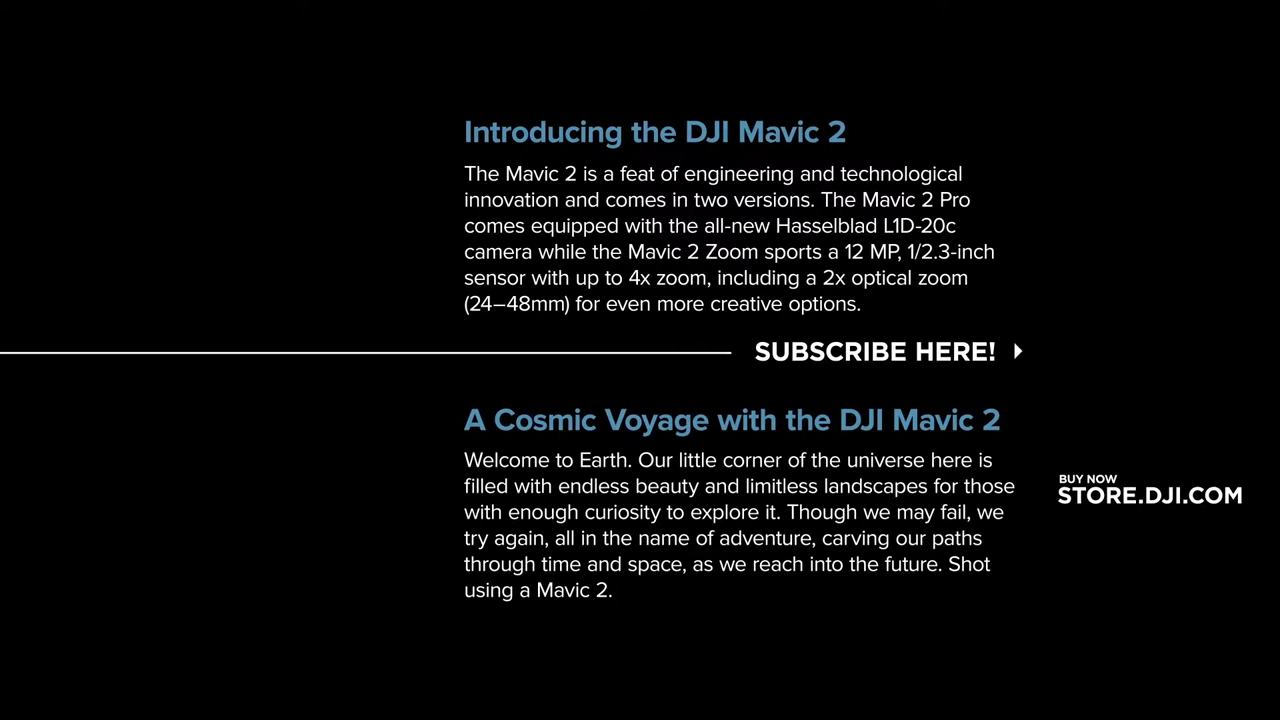 Introducing the DJI Mavic 2
The Mavic 2 is a feat of engineering and technological
innovation and comes in two versions. The Mavic 2 Pro
comes equipped with the all-new Hasselblad L1D-20c
camera while the Mavic 2 Zoom sports a 12 MP, 1/2.3-inch
sensor with up to 4x zoom, including a 2x optical zoom
(24–48mm) for even more creative options.
SUBSCRIBE HERE!
A Cosmic Voyage with the DJI Mavic 2
Welcome to Earth. Our little corner of the universe here is
filled with endless beauty and limitless landscapes for those
with enough curiosity to explore it. Though we may fail, we
try again, all in the name of adventure, carving our paths
through time and space, as we reach into the future. Shot
using a Mavic 2.
BUY NOW
STORE.DJI.COM